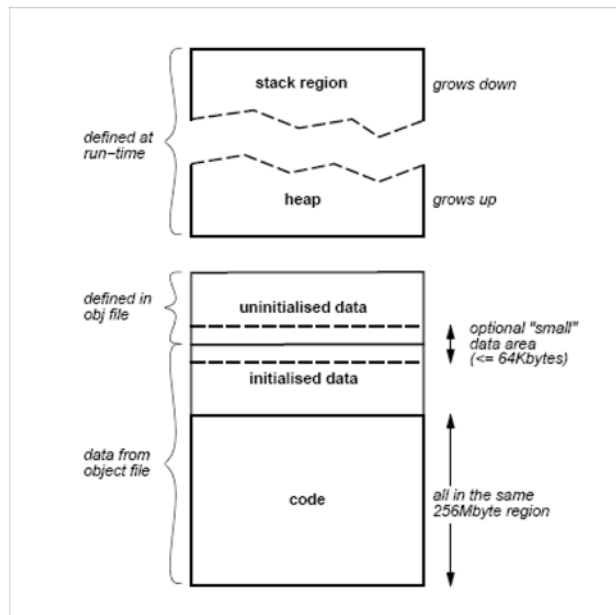 stack region
grows down
defined at
run-time
heap
grows up
defined in
obj file
uninitialised data
optional "small"
data area
(<= 64Kbytes)
initialised data
data from
object file
code
all in the same
256Mbyte region